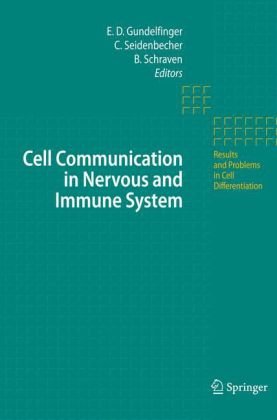 E. D. Gundelfinger
C. Seidenbecher
B. Schraven
Editors
Cell Communication
in Nervous and
Immune System
Results
and Problems
in Cell
Differentiation
Springer